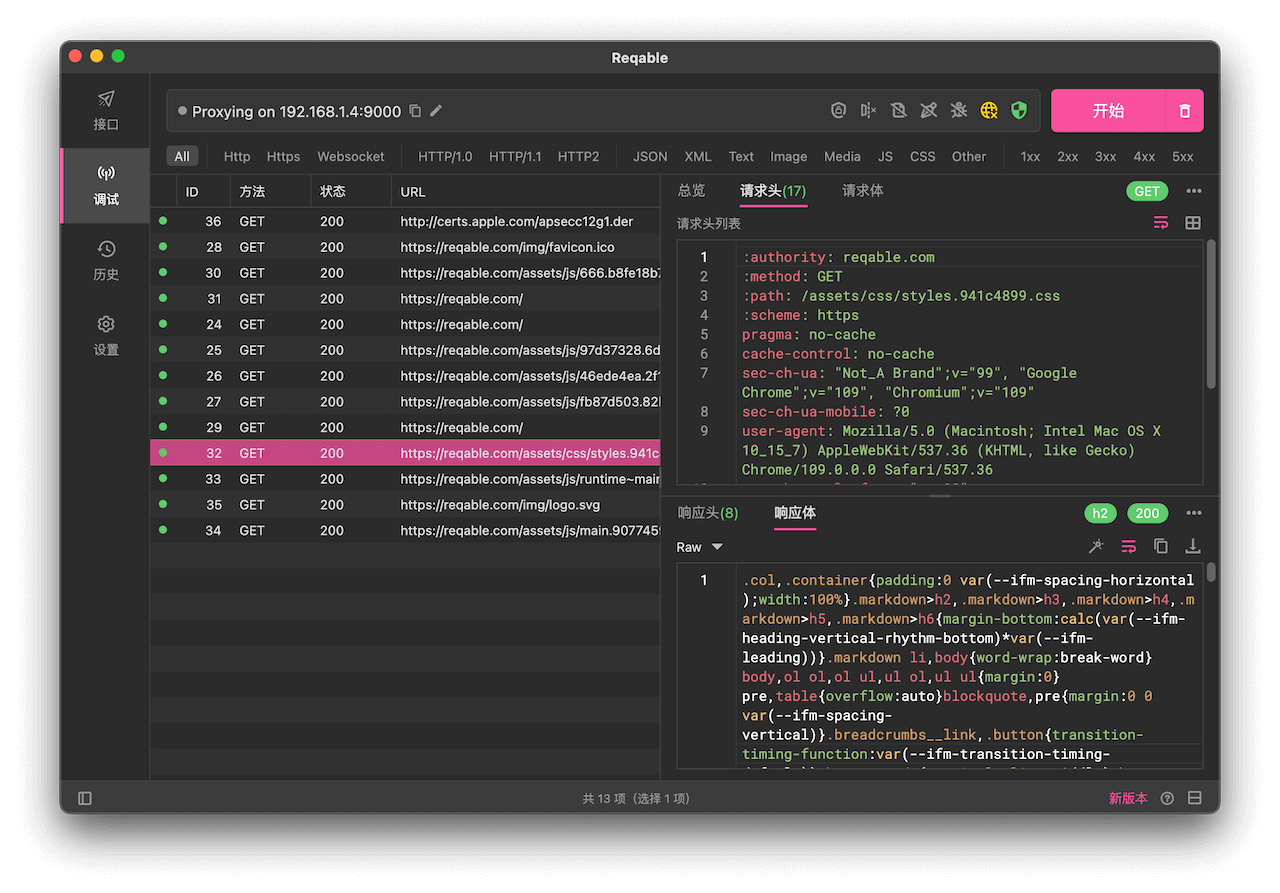 Reqable
接口
调试
历史
设置
Proxying on 192.168.1.4:9000
开始
All Http Https Websocket HTTP/1.0 HTTP/1.1 HTTP2 JSON XML Text Image Media JS CSS Other 1xx 2xx 3xx 4xx 5xx
ID 方法 状态 URL
36 GET 200 http://certs.apple.com/apsecc12g1.der
28 GET 200 https://reqable.com/img/favicon.ico
30 GET 200 https://reqable.com/assets/js/666.b8fe18b7
31 GET 200 https://reqable.com/
24 GET 200 https://reqable.com/
25 GET 200 https://reqable.com/assets/js/97d37328.6d
26 GET 200 https://reqable.com/assets/js/46ede4ea.2f
27 GET 200 https://reqable.com/assets/js/fb87d503.82
29 GET 200 https://reqable.com/
32 GET 200 https://reqable.com/assets/css/styles.941c
33 GET 200 https://reqable.com/assets/js/runtime~main
35 GET 200 https://reqable.com/img/logo.svg
34 GET 200 https://reqable.com/assets/js/main.9077459
总览 请求头(17) 请求体 GET
请求头列表
1 :authority: reqable.com
2 :method: GET
3 :path: /assets/css/styles.941c4899.css
4 :scheme: https
5 pragma: no-cache
6 cache-control: no-cache
7 sec-ch-ua: "Not_A Brand";v="99", "Google
Chrome";v="109", "Chromium";v="109"
8 sec-ch-ua-mobile: ?0
9 user-agent: Mozilla/5.0 (Macintosh; Intel Mac OS X
10_15_7) AppleWebKit/537.36 (KHTML, like Gecko)
Chrome/109.0.0.0 Safari/537.36
响应头(8) 响应体 h2 200
Raw
1 .col,.container{padding:0 var(--ifm-spacing-horizontal
);width:100%}.markdown>h2,.markdown>h3,.markdown>h4,.m
arkdown>h5,.markdown>h6{margin-bottom:calc(var(--ifm-
heading-vertical-rhythm-bottom)*var(--ifm-
leading))}.markdown li,body{word-wrap:break-word}
body,ol ol,ol ul,ul ol,ul ul{margin:0}
pre,table{overflow:auto}blockquote,pre{margin:0 0
var(--ifm-spacing-
vertical)}.breadcrumbs__link,.button{transition-
timing-function:var(--ifm-transition-timing-
共 13 项（选择 1 项)
新版本